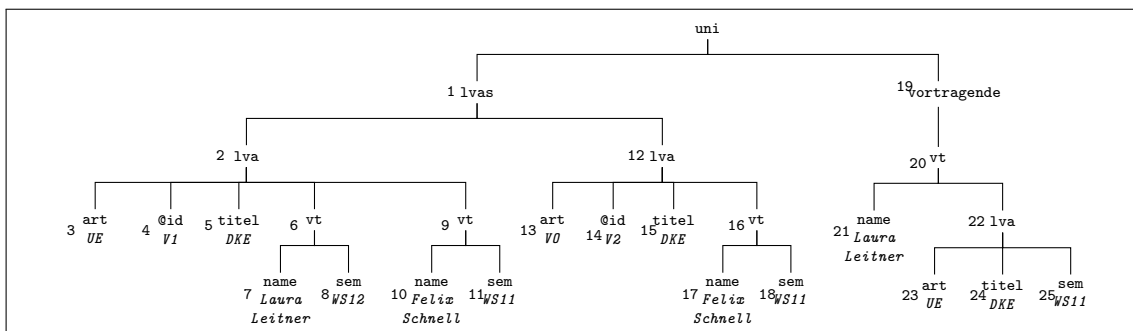 uni
1 lvas
19 vortragende
2 lva
12 lva
20 vt
3 art
UE
4 @id
V1
5 titel
DKE
6 vt
9 vt
13 art
VO
14 @id
V2
15 titel
DKE
16 vt
21 name
Laura
Leitner
22 lva
7 name
Laura
Leitner
8 sem
WS12
10 name
Felix
Schnell
11 sem
WS11
17 name
Felix
Schnell
18 sem
WS11
23 art
UE
24 titel
DKE
25 sem
WS11